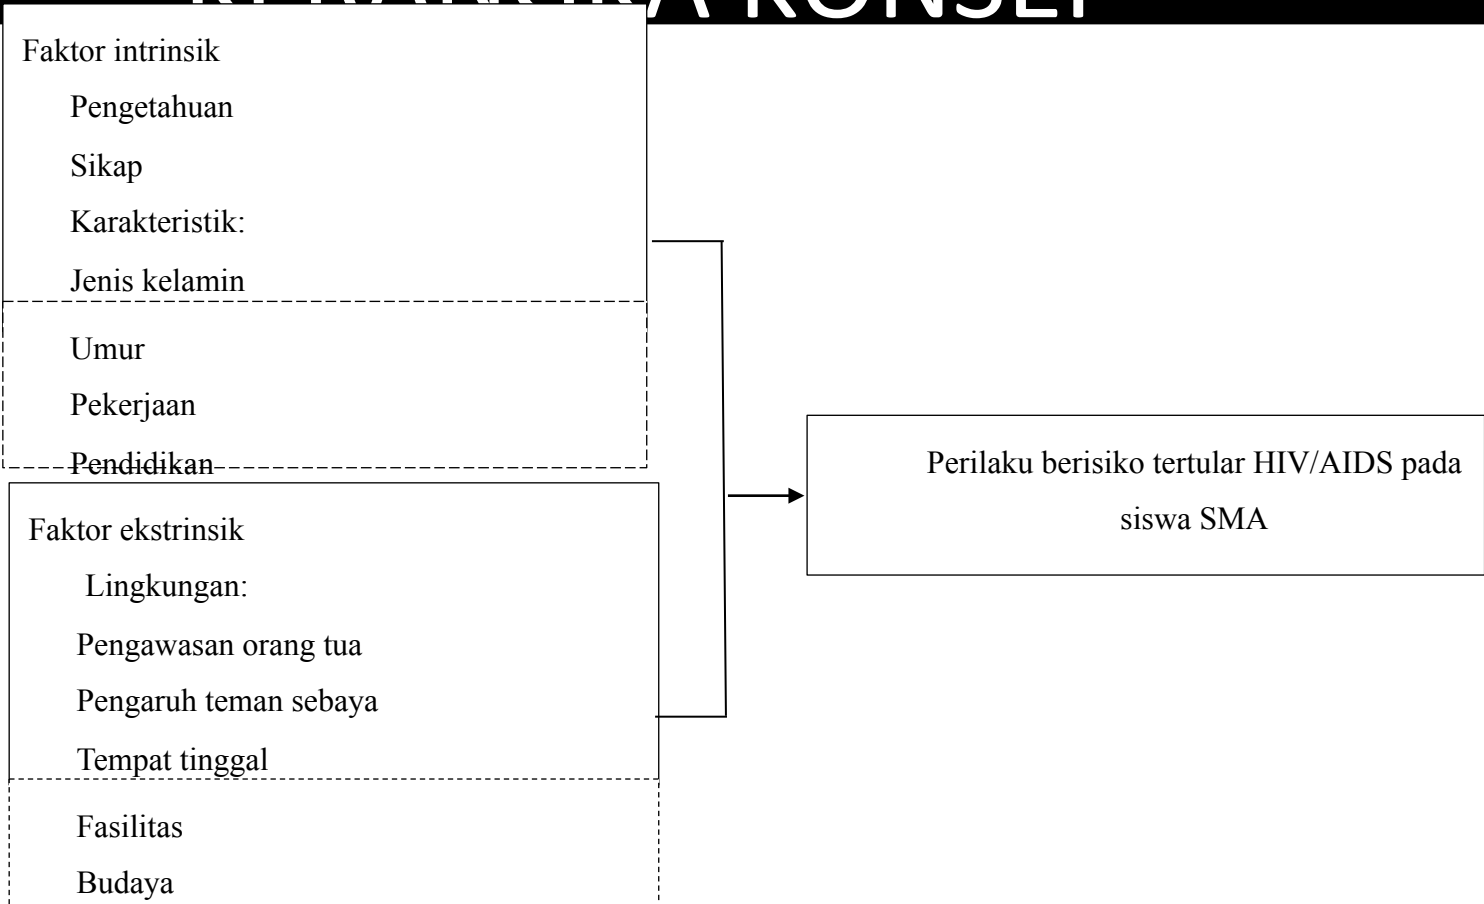 Faktor intrinsik
Pengetahuan
Sikap
Karakteristik:
Jenis kelamin
Umur
Pekerjaan
Pendidikan
Faktor ekstrinsik
Lingkungan:
Pengawasan orang tua
Pengaruh teman sebaya
Tempat tinggal
Fasilitas
Budaya
Perilaku berisiko tertular HIV/AIDS pada
siswa SMA